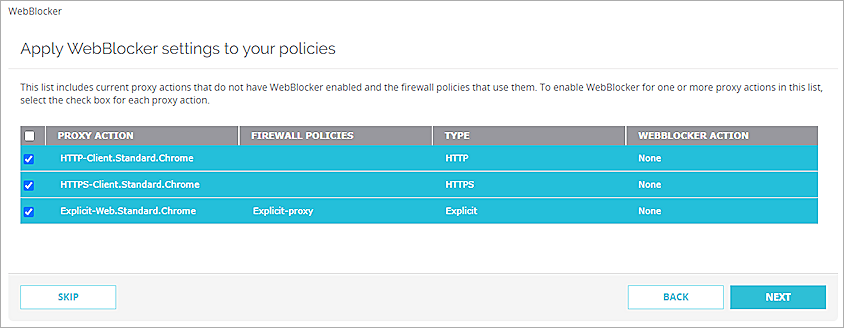 WebBlocker
Apply WebBlocker settings to your policies
This list includes current proxy actions that do not have WebBlocker enabled and the firewall policies that use them. To enable WebBlocker for one or more proxy actions in this list,
select the check box for each proxy action.
PROXY ACTION FIREWALL POLICIES TYPE WEBBLOCKER ACTION
HTTP-Client.Standard.Chrome HTTP None
HTTPS-Client.Standard.Chrome HTTPS None
Explicit-Web.Standard.Chrome Explicit-proxy Explicit None
SKIP BACK NEXT